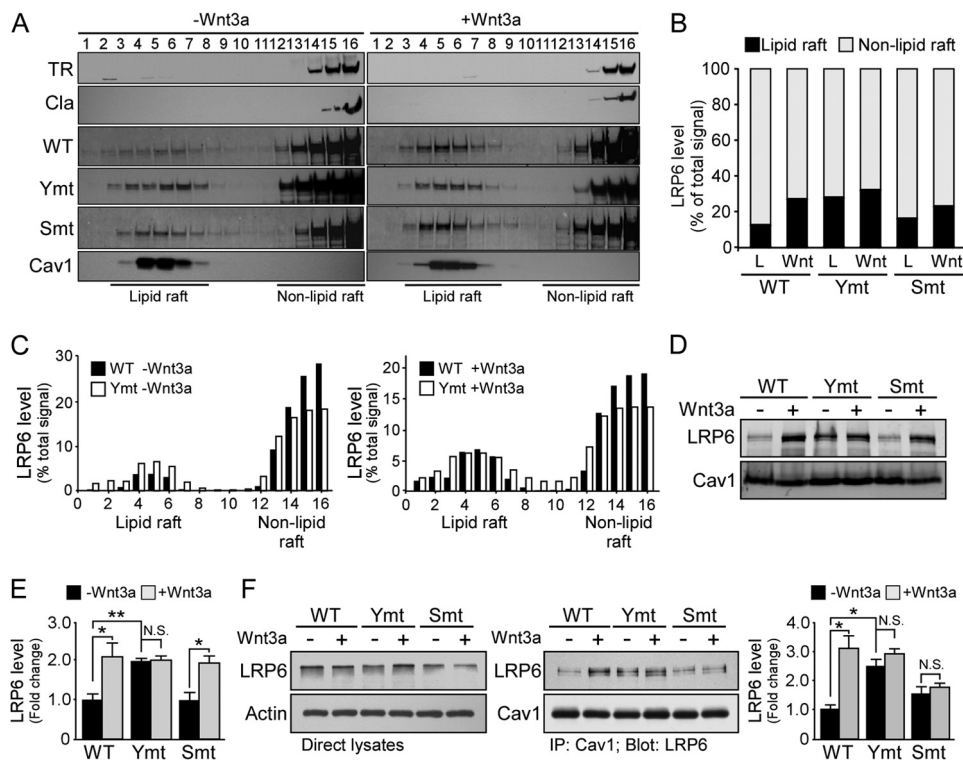 A
-Wnt3a
+Wnt3a
1 2 3 4 5 6 7 8 9 10 11 12 13 14 15 16
1 2 3 4 5 6 7 8 9 10 11 12 13 14 15 16
TR
Cla
WT
Ymt
Smt
Cav1
Lipid raft
Non-lipid raft
Lipid raft
Non-lipid raft
B
Lipid raft
Non-lipid raft
LRP6 level
(% of total signal)
100
80
60
40
20
0
L Wnt L Wnt L Wnt
WT Ymt Smt
C
LRP6 level
(% total signal)
30
20
10
0
WT -Wnt3a
Ymt -Wnt3a
0 2 4 6 8 10 12 14 16
Lipid raft
Non-lipid
raft
LRP6 level
(% total signal)
20
15
10
5
0
WT +Wnt3a
Ymt +Wnt3a
0 2 4 6 8 10 12 14 16
Lipid raft
Non-lipid
raft
D
WT Ymt Smt
Wnt3a - + - + - +
LRP6
Cav1
E
-Wnt3a
+Wnt3a
LRP6 level
(Fold change)
3.0
2.0
1.0
0
*
**
N.S.
*
WT Ymt Smt
F
WT Ymt Smt
Wnt3a - + - + - +
LRP6
Actin
Direct lysates
WT Ymt Smt
Wnt3a - + - + - +
LRP6
Cav1
IP: Cav1; Blot: LRP6
-Wnt3a
+Wnt3a
LRP6 level
(Fold change)
4.0
3.0
2.0
1.0
0
*
*
N.S.
N.S.
WT Ymt Smt